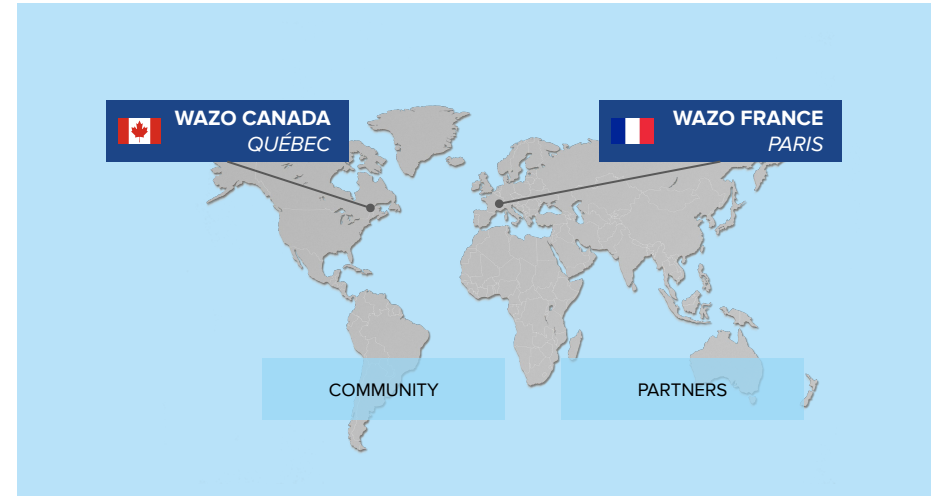 WAZO CANADA
QUÉBEC
WAZO FRANCE
PARIS
COMMUNITY
PARTNERS